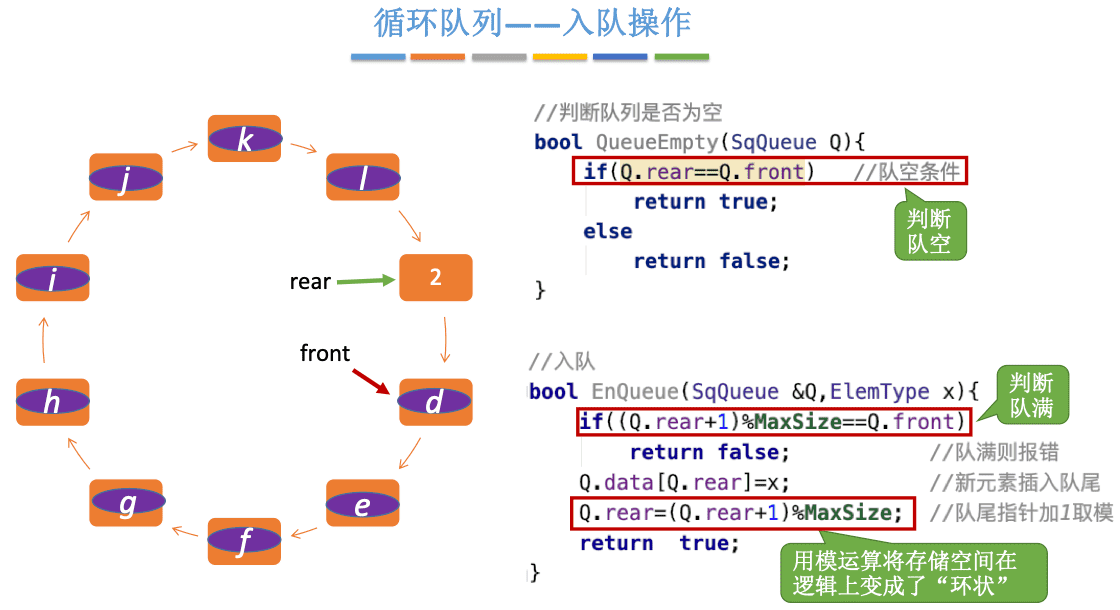 循环队列——入队操作
k
j
l
i
2
rear
front
h
d
g
e
f
//判断队列是否为空
bool QueueEmpty(SqQueue Q){
if(Q.rear==Q.front) //队空条件
return true;
else
return false;
}
判断
队空
//入队
bool EnQueue(SqQueue &Q,ElemType x){
if((Q.rear+1)%MaxSize==Q.front)
return false; //队满则报错
Q.data[Q.rear]=x; //新元素插入队尾
Q.rear=(Q.rear+1)%MaxSize; //队尾指针加1取模
return true;
}
判断
队满
用模运算将存储空间在
逻辑上变成了“环状”